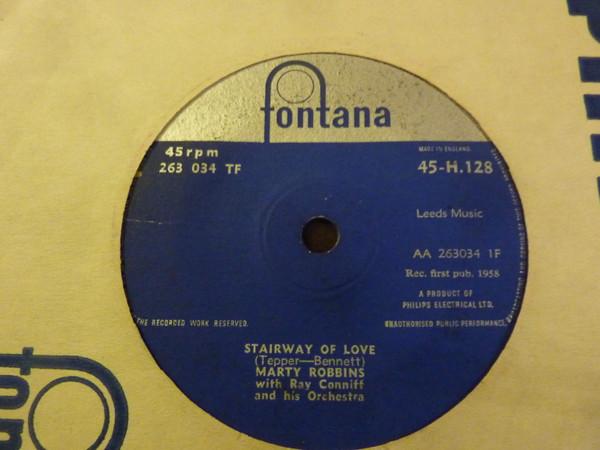 fontana
45 rpm
263 034 TF
MADE IN ENGLAND
45-H.128
Leeds Music
AA 263034 1F
Rec. first pub. 1958
A PRODUCT OF
PHILIPS ELECTRICAL LTD.
THE RECORDED WORK RESERVED.
UNAUTHORISED PUBLIC PERFORMANCE,
STAIRWAY OF LOVE
(Tepper—Bennett)
MARTY ROBBINS
with Ray Conniff
and his Orchestra